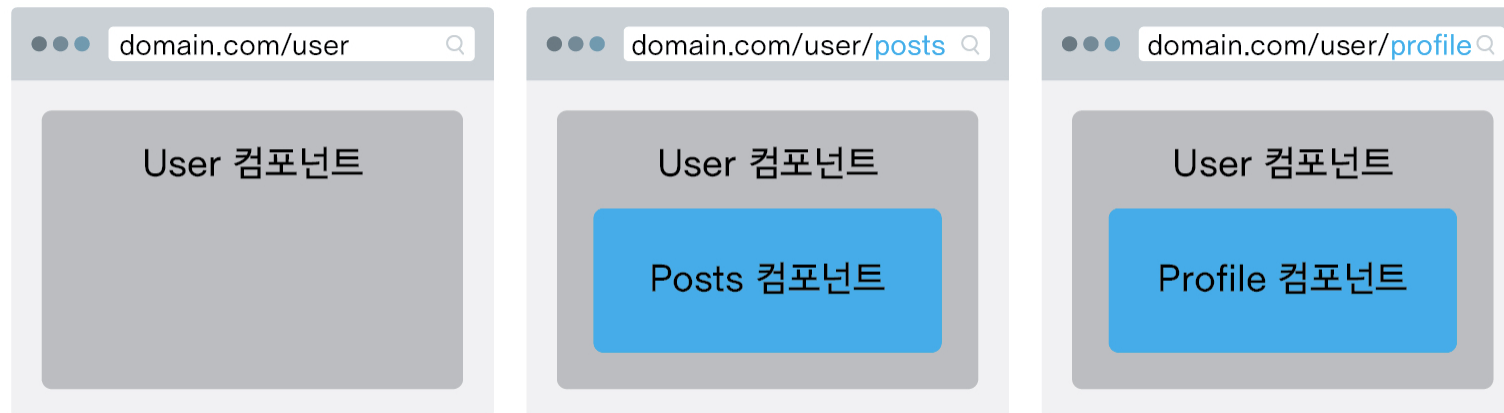 domain.com/user
User 컴포넌트
domain.com/user/posts
User 컴포넌트
Posts 컴포넌트
domain.com/user/profile
User 컴포넌트
Profile 컴포넌트